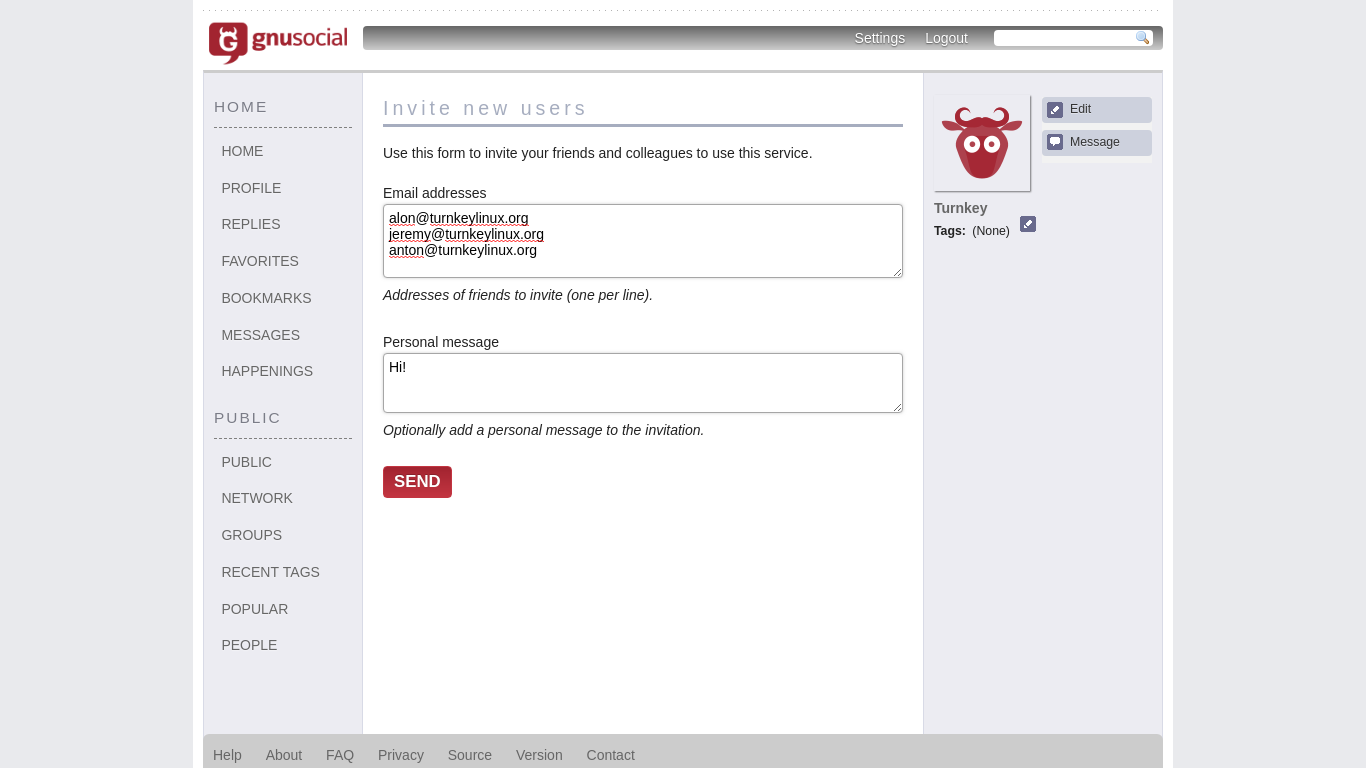 gnusocial
Settings Logout
HOME
HOME
PROFILE
REPLIES
FAVORITES
BOOKMARKS
MESSAGES
HAPPENINGS
PUBLIC
PUBLIC
NETWORK
GROUPS
RECENT TAGS
POPULAR
PEOPLE
Invite new users
Use this form to invite your friends and colleagues to use this service.
Email addresses
alon@turnkeylinux.org
jeremy@turnkeylinux.org
anton@turnkeylinux.org
Addresses of friends to invite (one per line).
Personal message
Hi!
Optionally add a personal message to the invitation.
SEND
Edit
Message
Turnkey
Tags: (None)
Help About FAQ Privacy Source Version Contact